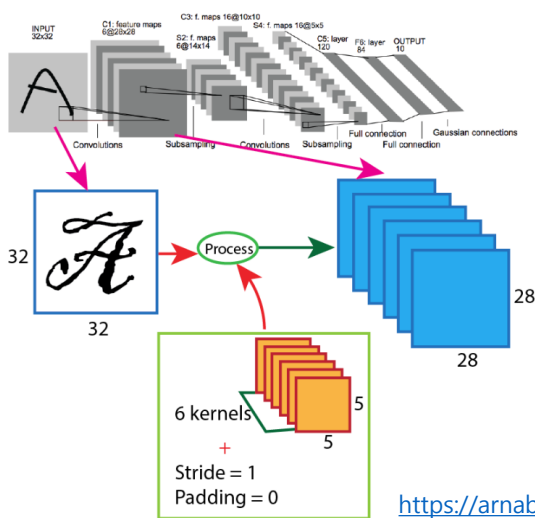 INPUT
32x32
C1: feature maps
6@28x28
S2: f. maps
6@14x14
C3: f. maps 16@10x10
S4: f. maps 16@5x5
C5: layer
120
F6: layer
84
OUTPUT
10
A
Convolutions
Subsampling
Convolutions
Subsampling
Full connection
Full connection
Gaussian connections
A
32
32
Process
28
28
6 kernels
5
5
+
Stride = 1
Padding = 0
https://arnab